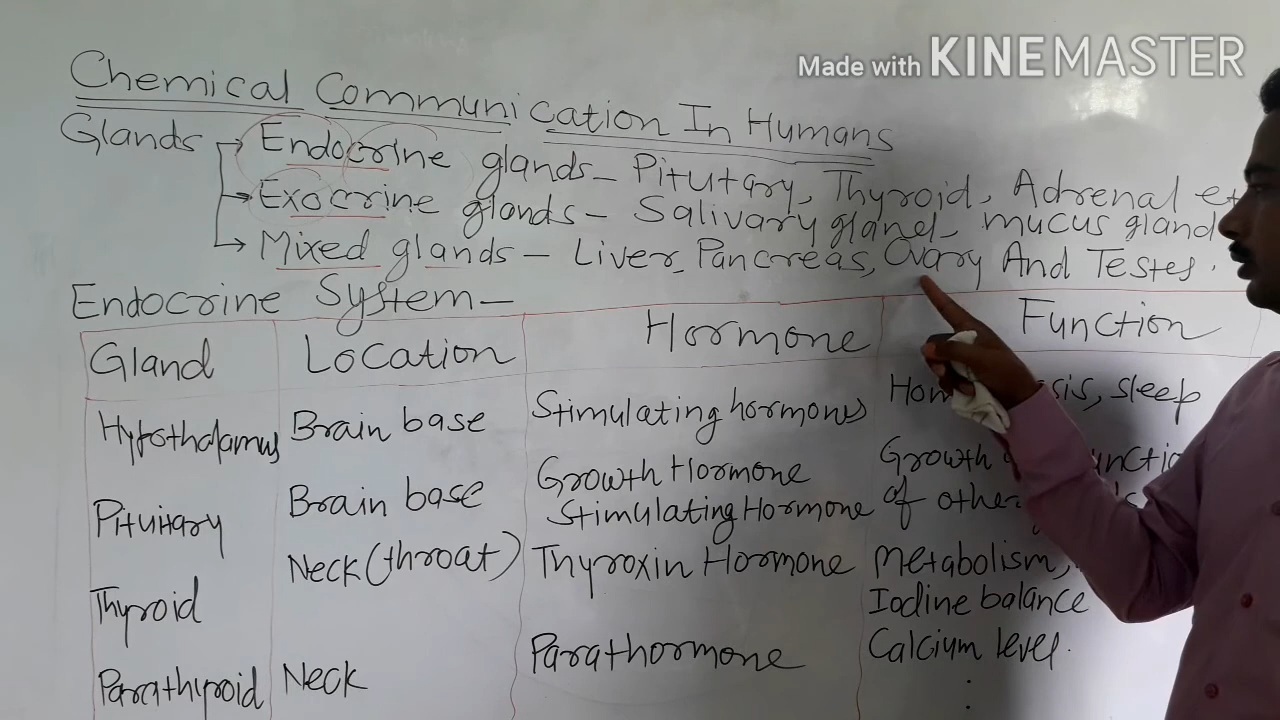 Made with KINEMASTER
Chemical Communication In Humans
Glands → Endocrine glands - Pitutary, Thyroid, Adrenal
→ Exocrine glands - Salivary gland - mucus gland
→ Mixed glands - Liver, Pancreas, Ovary And Testes.
Endocrine System -
Gland Location Hormone Function
Hypothalamus Brain base Stimulating hormones sleep
Pituitary Brain base Growth Hormone Growth
Stimulating Hormone of other
Thyroid Neck (throat) Thyroxin Hormone Metabolism,
Iodine balance
Parathyroid Neck Parathormone Calcium level.